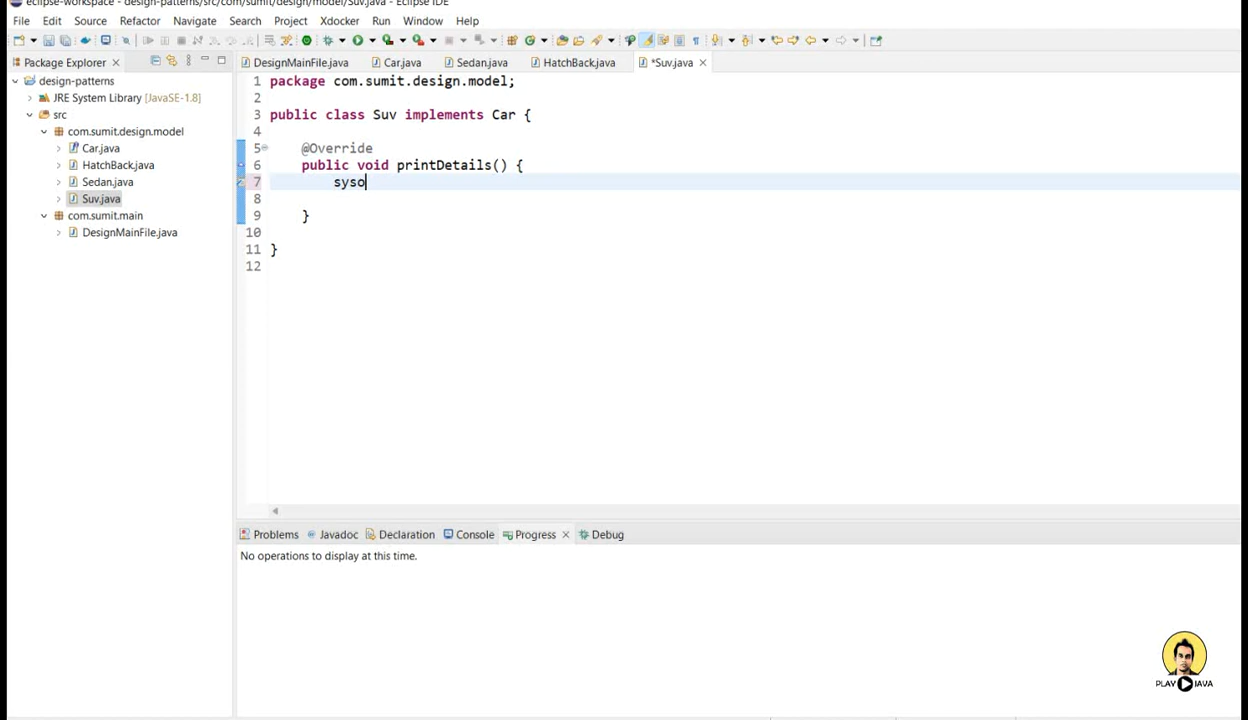 eclipse-workspace - design-patterns/src/com/sumit/design/model/Suv.java - Eclipse IDE
File Edit Source Refactor Navigate Search Project Xdocker Run Window Help
Package Explorer
DesignMainFile.java Car.java Sedan.java HatchBack.java *Suv.java
design-patterns
JRE System Library [JavaSE-1.8]
src
com.sumit.design.model
Car.java
HatchBack.java
Sedan.java
Suv.java
com.sumit.main
DesignMainFile.java
1 package com.sumit.design.model;
2
3 public class Suv implements Car {
4
5 @Override
6 public void printDetails() {
7 syso
8
9 }
10
11 }
12
Problems Javadoc Declaration Console Progress Debug
No operations to display at this time.
PLAY JAVA